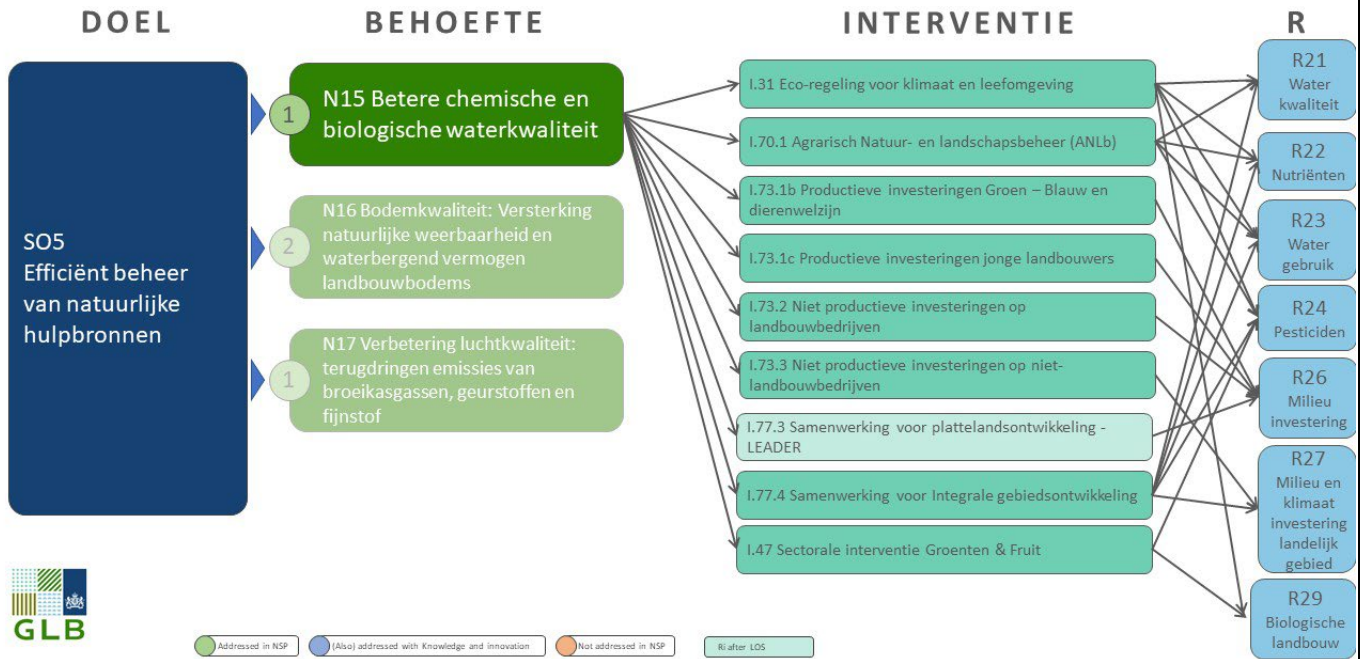 DOEL
BEHOEFTE
INTERVENTIE
R
SO5
Efficiënt beheer
van natuurlijke
hulpbronnen
1
N15 Betere chemische en
biologische waterkwaliteit
2
N16 Bodemkwaliteit: Versterking
natuurlijke weerbaarheid en
waterbergend vermogen
landbouwbodems
1
N17 Verbetering luchtkwaliteit:
terugdringen emissies van
broeikasgassen, geurstoffen en
fijnstof
I.31 Eco-regeling voor klimaat en leefomgeving
I.70.1 Agrarisch Natuur- en landschapsbeheer (ANLb)
I.73.1b Productieve investeringen Groen – Blauw en
dierenwelzijn
I.73.1c Productieve investeringen jonge landbouwers
I.73.2 Niet productieve investeringen op
landbouwbedrijven
I.73.3 Niet productieve investeringen op niet-
landbouwbedrijven
I.77.3 Samenwerking voor plattelandsontwikkeling -
LEADER
I.77.4 Samenwerking voor Integrale gebiedsontwikkeling
I.47 Sectorale interventie Groenten & Fruit
R21
Water
kwaliteit
R22
Nutriënten
R23
Water
gebruik
R24
Pesticiden
R26
Milieu
investering
R27
Milieu en
klimaat
investering
landelijk
gebied
R29
Biologische
landbouw
GLB
Addressed in NSP
(Also) addressed with Knowledge and innovation
Not addressed in NSP
Ri after LOS